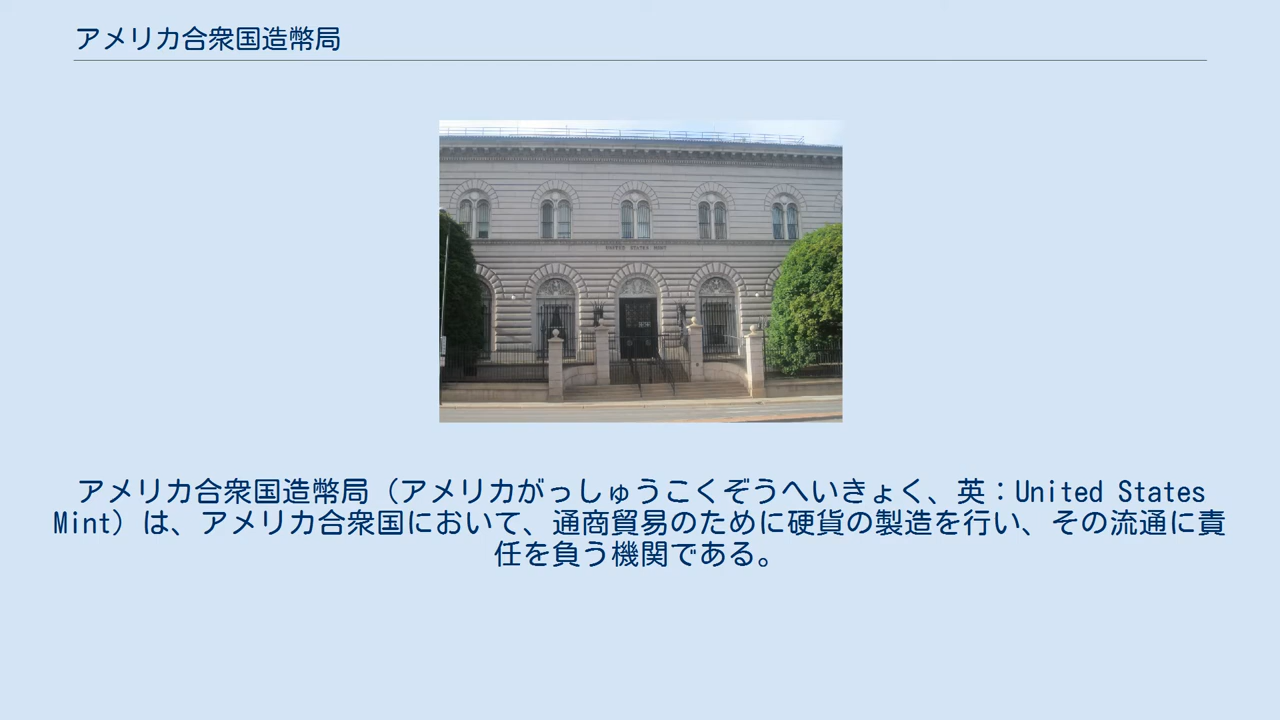 アメリカ合衆国造幣局
UNITED STATES MINT
アメリカ合衆国造幣局（アメリカがっしゅうこくぞうへいきょく、英：United States
Mint）は、アメリカ合衆国において、通商貿易のために硬貨の製造を行い、その流通に責
任を負う機関である。